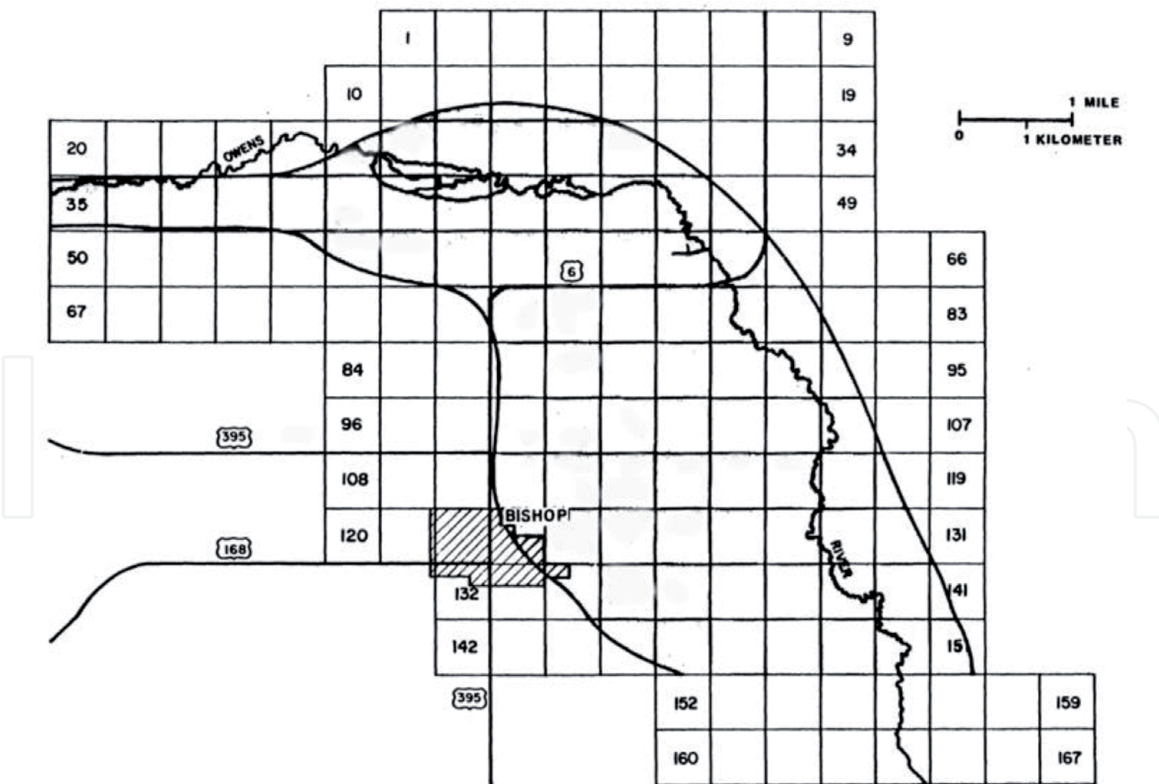 1 9
10 19
1 MILE
0 1 KILOMETER
20 OWENS 34
35 49
50 6 66
67 83
84 95
96 395 107
108 119
BISHOP
120 168 131
RIVER
132 141
142 151
395 152 159
160 167